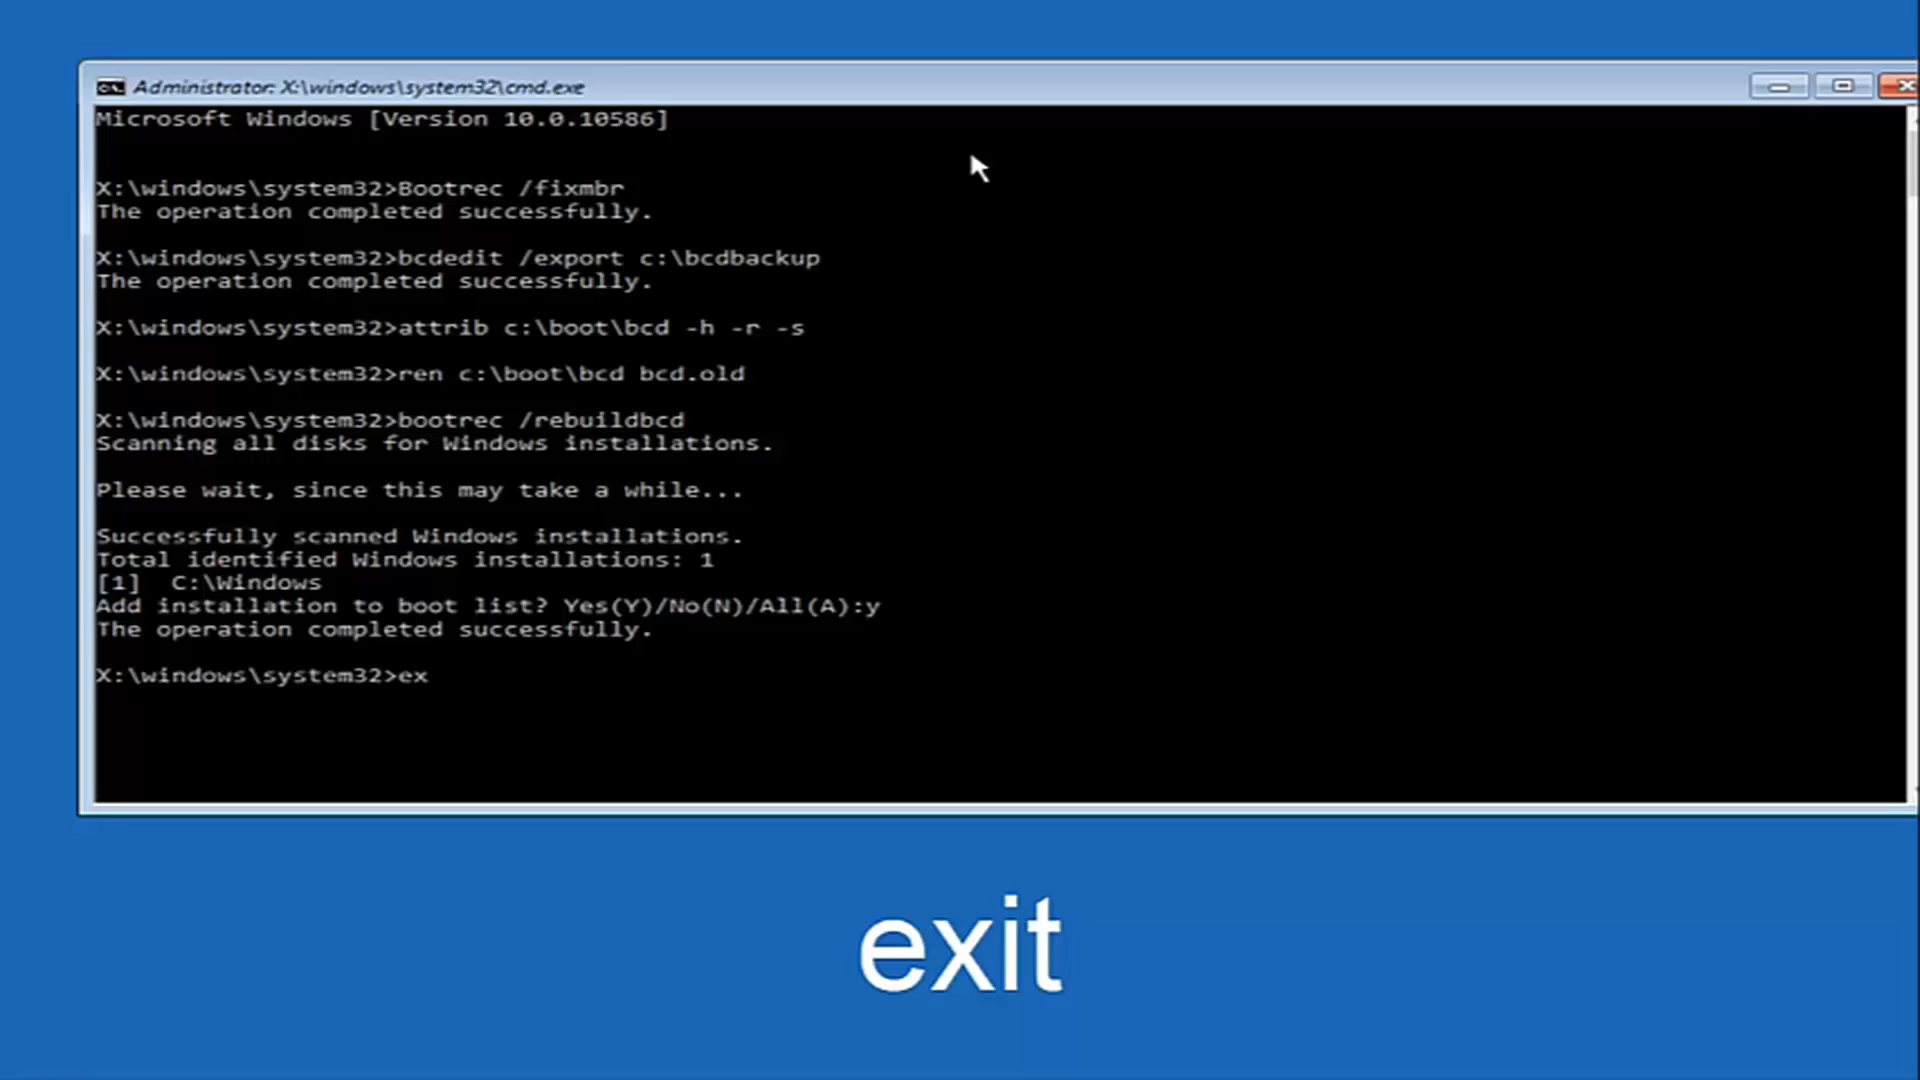 Administrator: X:\windows\system32\cmd.exe
Microsoft Windows [Version 10.0.10586]
X:\windows\system32>Bootrec /fixmbr
The operation completed successfully.
X:\windows\system32>bcdedit /export c:\bcdbackup
The operation completed successfully.
X:\windows\system32>attrib c:\boot\bcd -h -r -s
X:\windows\system32>ren c:\boot\bcd bcd.old
X:\windows\system32>bootrec /rebuildbcd
Scanning all disks for Windows installations.
Please wait, since this may take a while...
Successfully scanned Windows installations.
Total identified Windows installations: 1
[1]  C:\Windows
Add installation to boot list? Yes(Y)/No(N)/All(A):y
The operation completed successfully.
X:\windows\system32>ex
exit